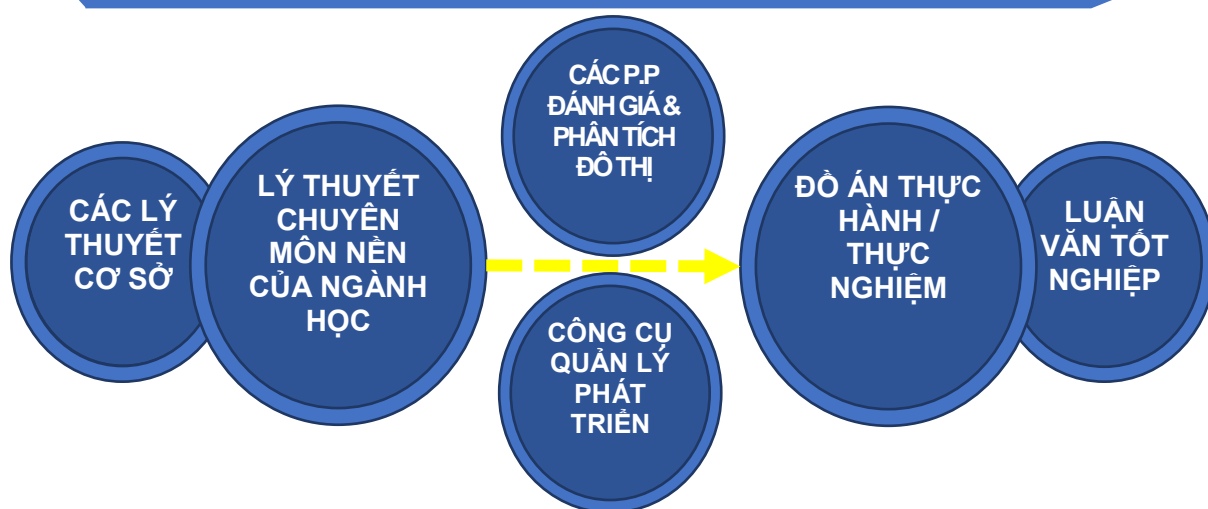 CÁC LÝ
THUYẾT
CƠ SỞ
LÝ THUYẾT
CHUYÊN
MÔN NỀN
CỦA NGÀNH
HỌC
CÁC P.P
ĐÁNH GIÁ &
PHÂN TÍCH
ĐÔ THỊ
CÔNG CỤ
QUẢN LÝ
PHÁT
TRIỂN
ĐỒ ÁN THỰC
HÀNH /
THỰC
NGHIỆM
LUẬN
VĂN TỐT
NGHIỆP